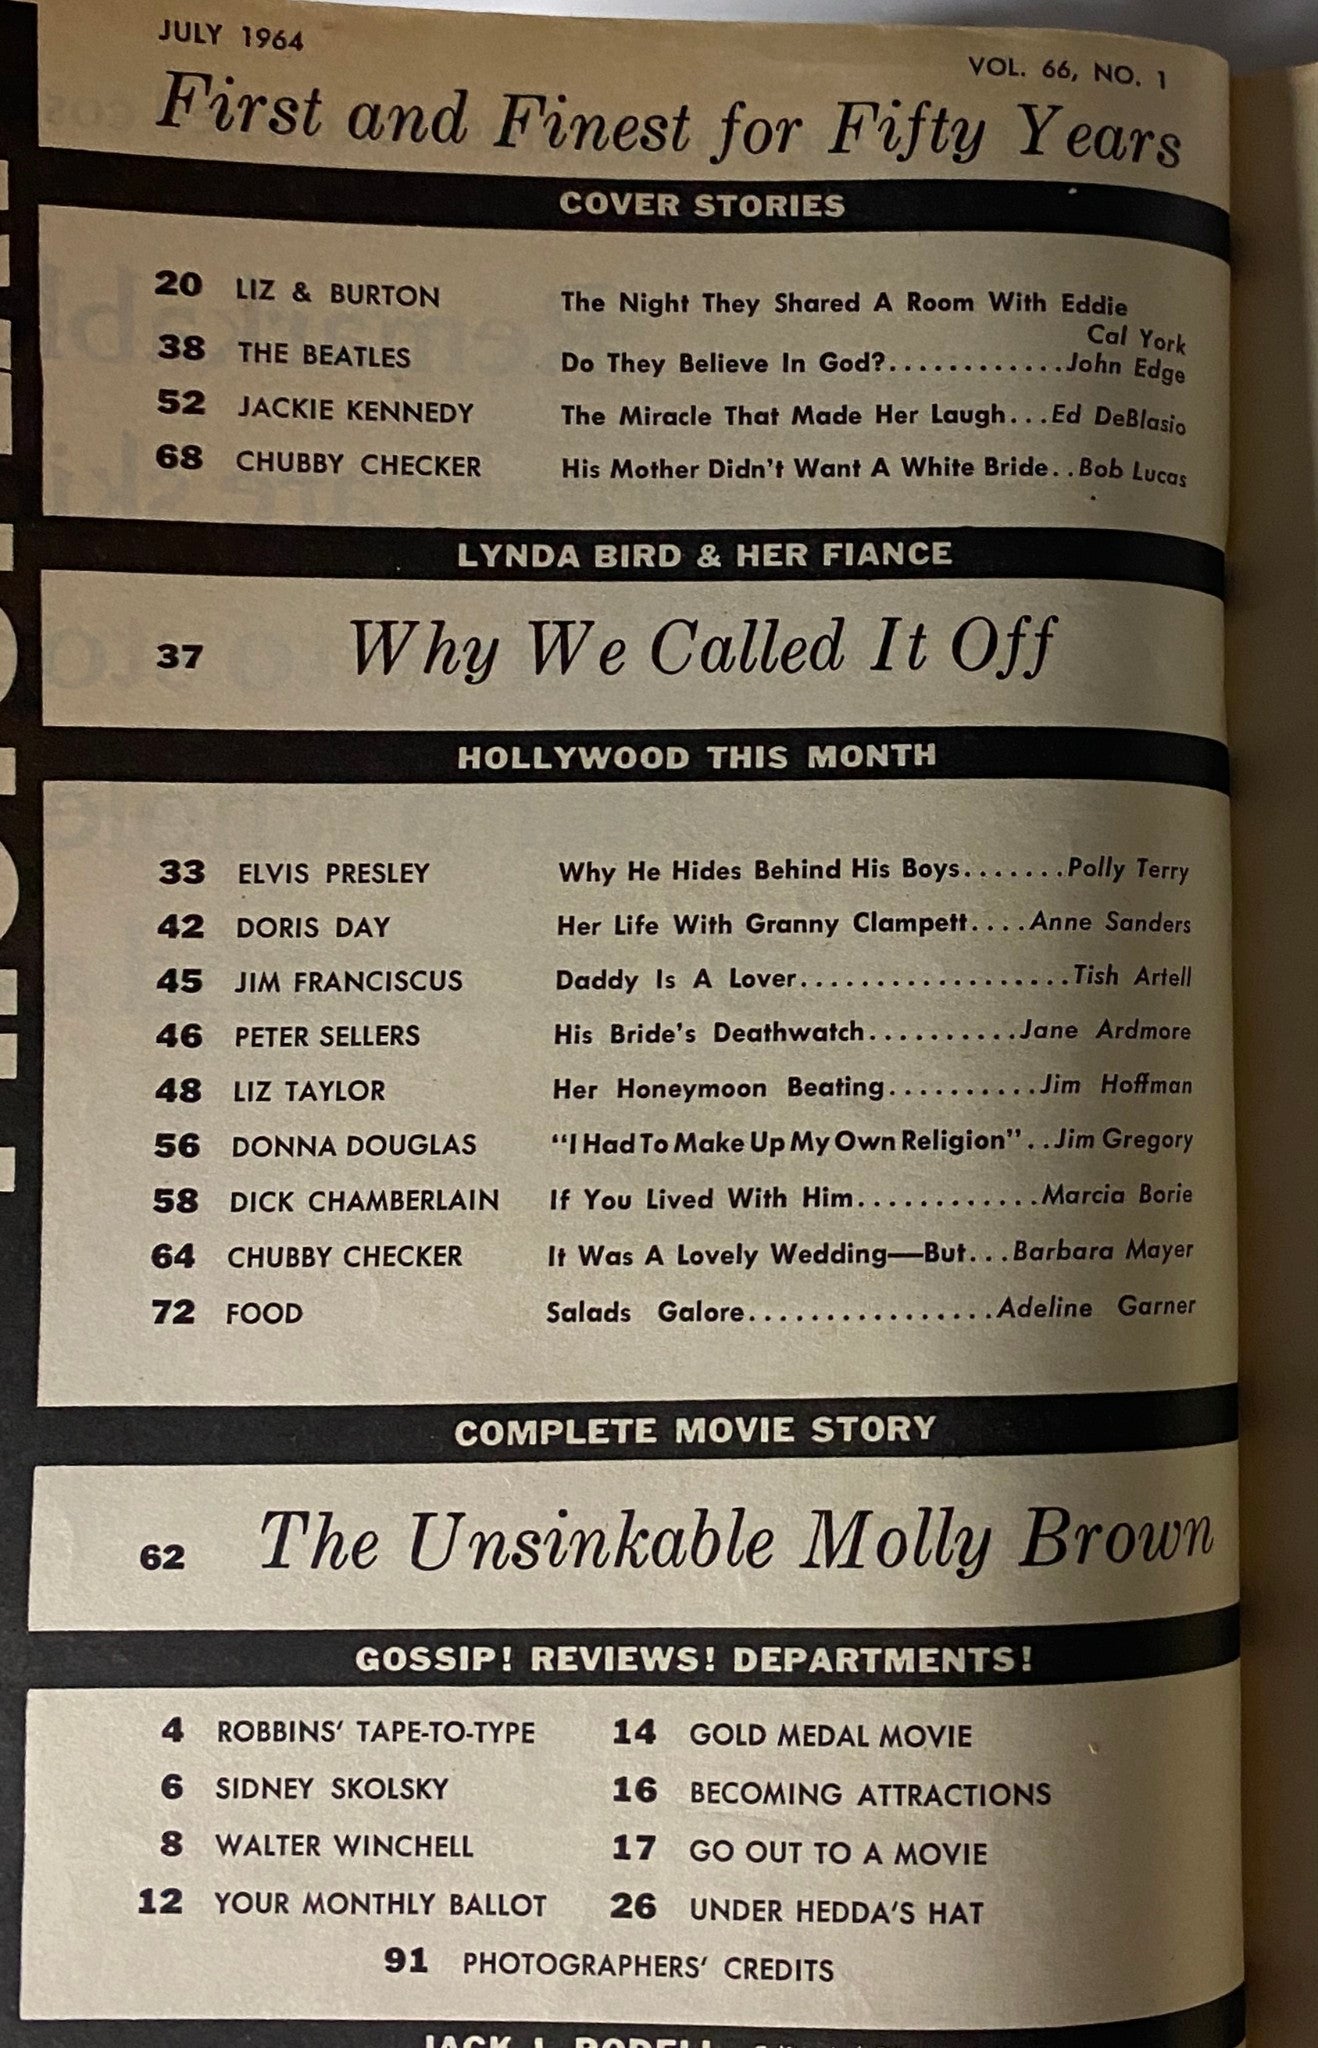 JULY 1964
VOL. 66, NO. 1
First and Finest for Fifty Years
COVER STORIES
20 LIZ & BURTON The Night They Shared A Room With Eddie
Cal York
38 THE BEATLES Do They Believe In God?............John Edge
52 JACKIE KENNEDY The Miracle That Made Her Laugh...Ed DeBlasio
68 CHUBBY CHECKER His Mother Didn't Want A White Bride..Bob Lucas
LYNDA BIRD & HER FIANCE
37 Why We Called It Off
HOLLYWOOD THIS MONTH
33 ELVIS PRESLEY Why He Hides Behind His Boys.......Polly Terry
42 DORIS DAY Her Life With Granny Clampett....Anne Sanders
45 JIM FRANCISCUS Daddy Is A Lover..................Tish Artell
46 PETER SELLERS His Bride's Deathwatch..........Jane Ardmore
48 LIZ TAYLOR Her Honeymoon Beating..........Jim Hoffman
56 DONNA DOUGLAS "I Had To Make Up My Own Religion"..Jim Gregory
58 DICK CHAMBERLAIN If You Lived With Him............Marcia Borie
64 CHUBBY CHECKER It Was A Lovely Wedding—But...Barbara Mayer
72 FOOD Salads Galore................Adeline Garner
COMPLETE MOVIE STORY
62 The Unsinkable Molly Brown
GOSSIP! REVIEWS! DEPARTMENTS!
4 ROBBINS' TAPE-TO-TYPE 14 GOLD MEDAL MOVIE
6 SIDNEY SKOLSKY 16 BECOMING ATTRACTIONS
8 WALTER WINCHELL 17 GO OUT TO A MOVIE
12 YOUR MONTHLY BALLOT 26 UNDER HEDDA'S HAT
91 PHOTOGRAPHERS' CREDITS